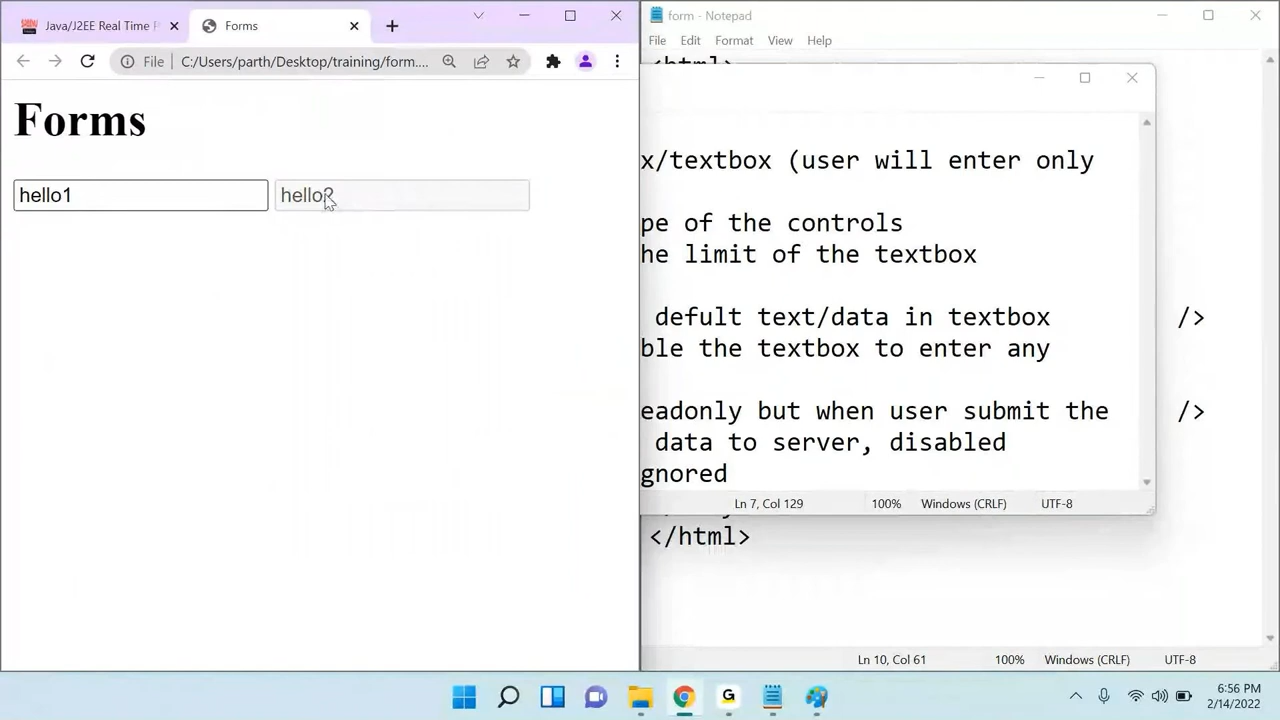 Java/J2EE Real Time
Forms
File
C:/Users/parth/Desktop/training/form....
Forms
hello1
hello2
form - Notepad
File Edit Format View Help
<html>
x/textbox (user will enter only
pe of the controls
he limit of the textbox
defult text/data in textbox />
ble the textbox to enter any
eadonly but when user submit the />
data to server, disabled
gnored
Ln 7, Col 129 100% Windows (CRLF) UTF-8
</html>
Ln 10, Col 61 100% Windows (CRLF) UTF-8
G
6:56 PM
2/14/2022